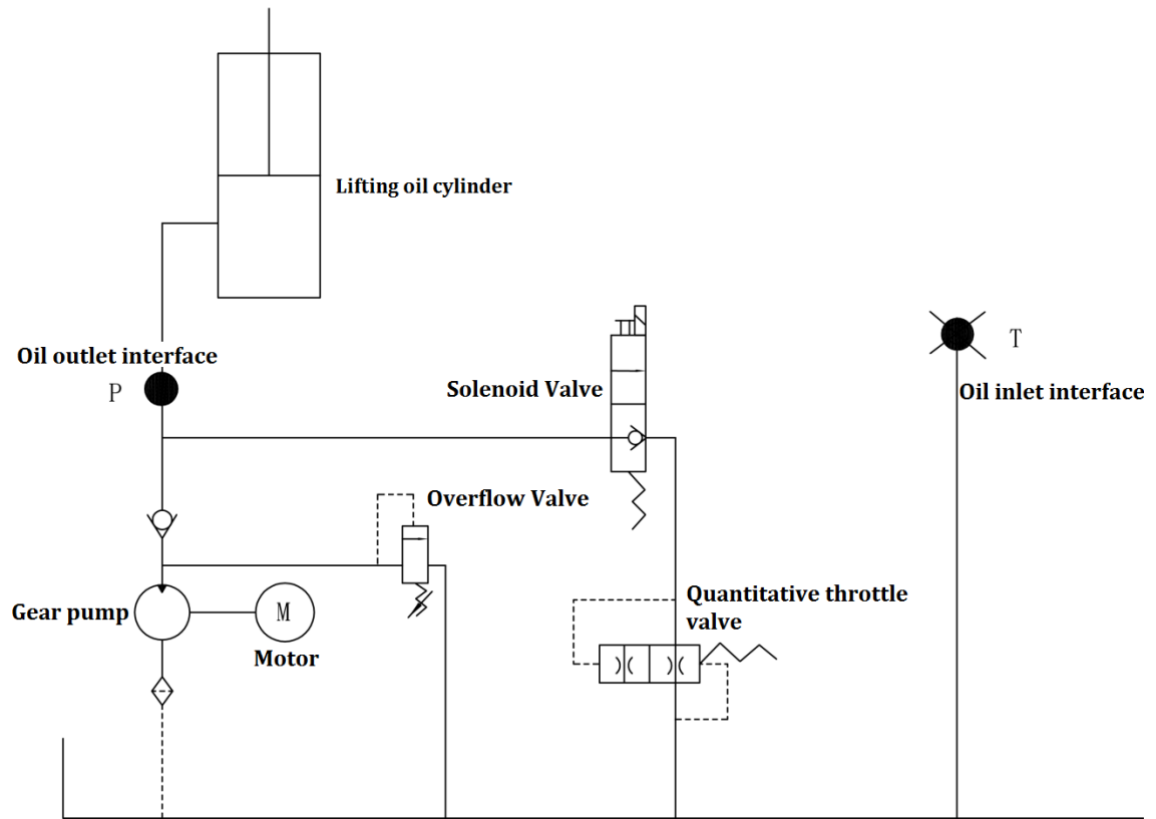 Lifting oil cylinder
Oil outlet interface
P
T
Solenoid Valve
Oil inlet interface
Overflow Valve
Gear pump
M
Motor
Quantitative throttle
valve